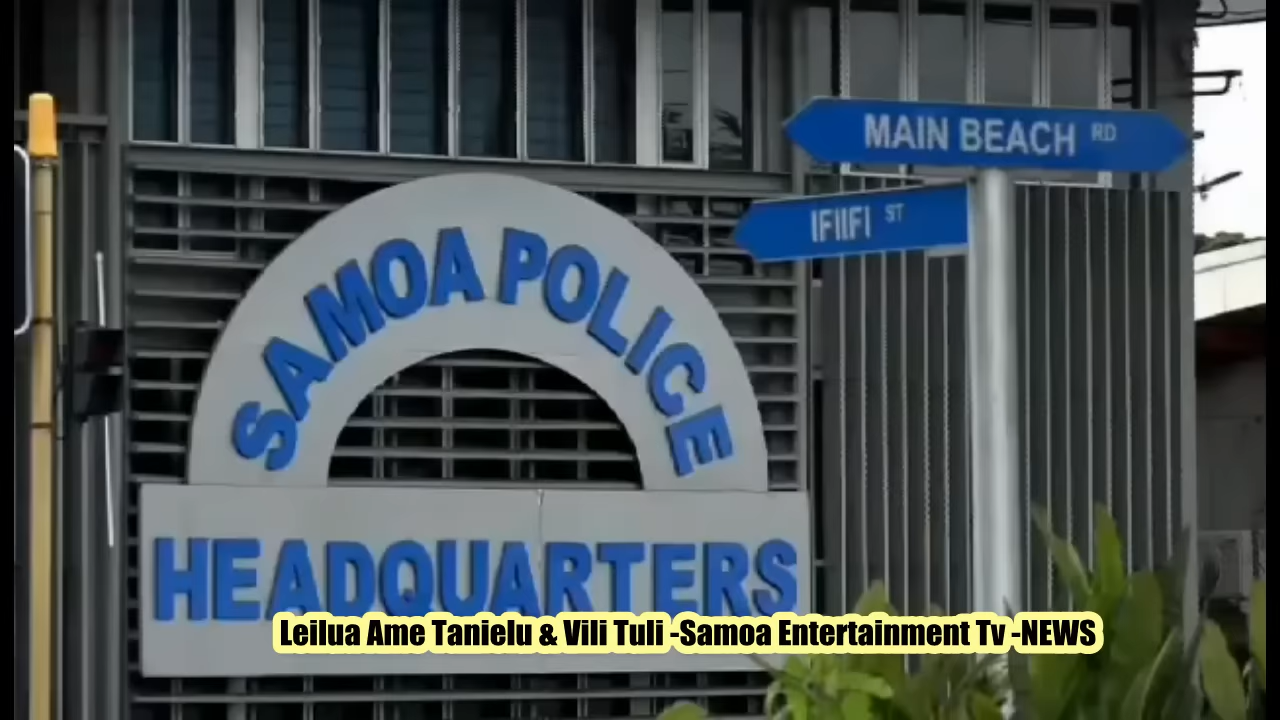 MAIN BEACH RD
IFIIFI ST
SAMOA POLICE
HEADQUARTERS
Leilua Ame Tanielu & Vili Tuli -Samoa Entertainment Tv -NEWS